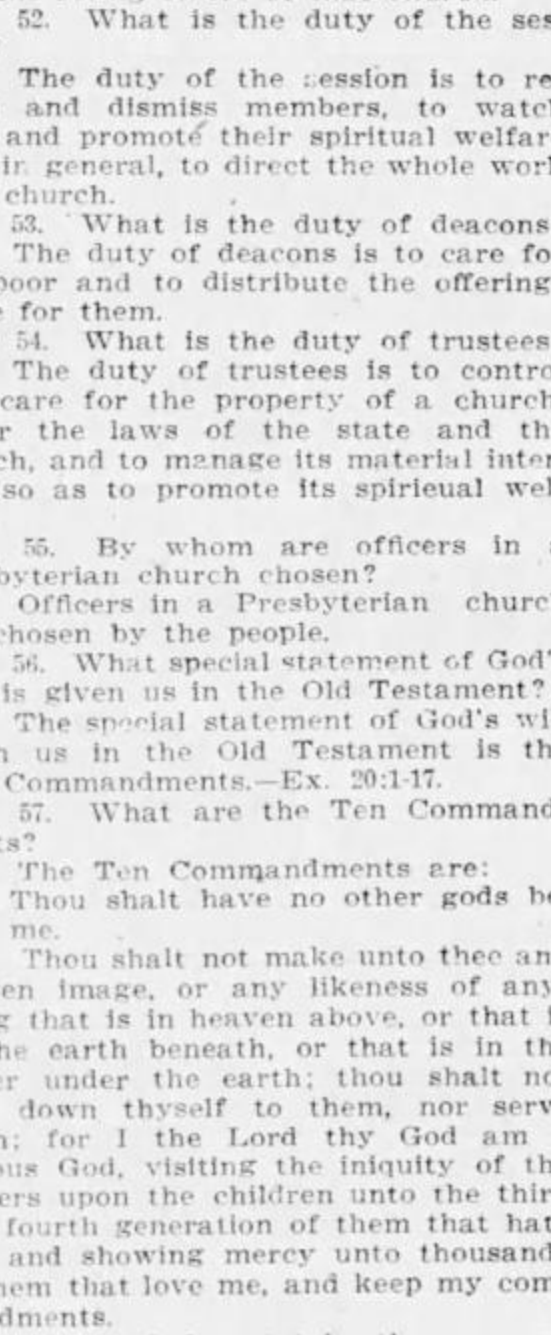 52. What is the duty of the ses
The duty of the session is to re
and dismiss members, to watch
and promote their spiritual welfar
in general, to direct the whole work
church.
53. What is the duty of deacons
The duty of deacons is to care fo
poor and to distribute the offering
e for them.
54. What is the duty of trustees
The duty of trustees is to contro
care for the property of a church
r the laws of the state and th
ch, and to manage its material inter
so as to promote its spirieual wel
55. By whom are officers in a
byterian church chosen?
Officers in a Presbyterian church
chosen by the people.
56. What special statement of God'
is given us in the Old Testament?
The special statement of God's wi
n us in the Old Testament is th
Commandments.—Ex. 20:1-17.
57. What are the Ten Command
ts?
The Ten Commandments are:
Thou shalt have no other gods be
me.
Thou shalt not make unto thee an
en image, or any likeness of any
g that is in heaven above, or that i
he earth beneath, or that is in th
er under the earth; thou shalt no
down thyself to them, nor serv
n; for I the Lord thy God am
ous God, visiting the iniquity of th
ers upon the children unto the thir
fourth generation of them that hat
and showing mercy unto thousand
hem that love me, and keep my com
dments.